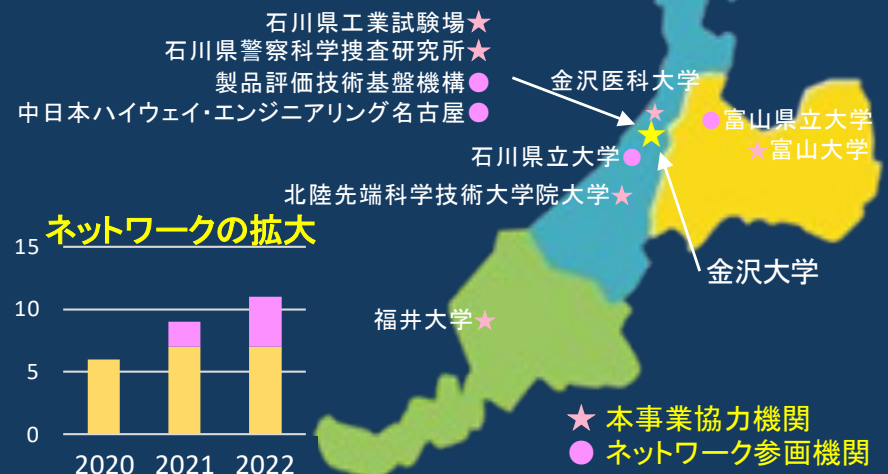 石川県工業試験場★
石川県警察科学捜査研究所★
製品評価技術基盤機構●
中日本ハイウェイ・エンジニアリング名古屋●
金沢医科大学
富山県立大学
富山大学
石川県立大学
北陸先端科学技術大学院大学
金沢大学
福井大学
ネットワークの拡大
15
10
5
0
2020 2021 2022
★ 本事業協力機関
● ネットワーク参画機関